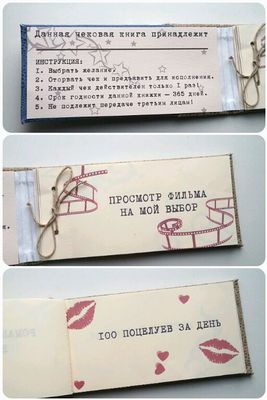 Данная чековая книга принадлежит
ИНСТРУКЦИЯ:
1. Выбрать желание.
2. Оторвать чек и предъявить для исполнения.
3. Каждый чек действителен только 1 раз!
4. Срок годности данной книжки – 365 дней.
5. Не подлежит передаче третьим лицам!
ПРОСМОТР ФИЛЬМА
НА МОЙ ВЫБОР
100 ПОЦЕЛУЕВ ЗА ДЕНЬ